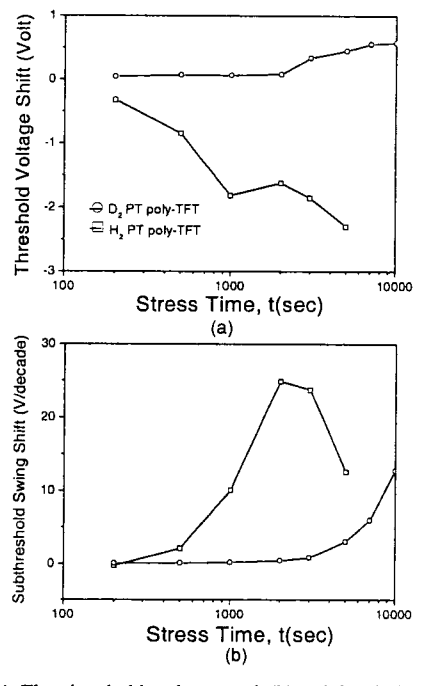 Threshold Voltage Shift (Volt)
1
0
-1
-2
-3
D₂ PT poly-TFT
H₂ PT poly-TFT
100
1000
10000
Stress Time, t(sec)
(a)
Subthreshold Swing Shift (V/decade)
30
20
10
0
100
1000
10000
Stress Time, t(sec)
(b)